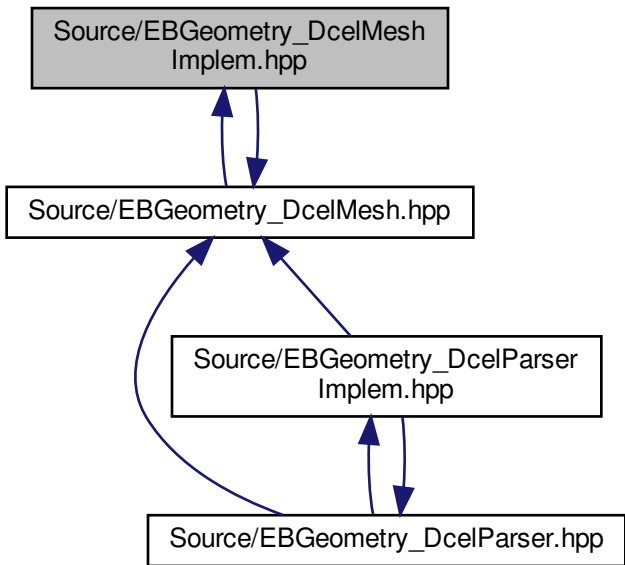 Source/EBGeometry_DcelMesh
Implem.hpp
Source/EBGeometry_DcelMesh.hpp
Source/EBGeometry_DcelParser
Implem.hpp
Source/EBGeometry_DcelParser.hpp